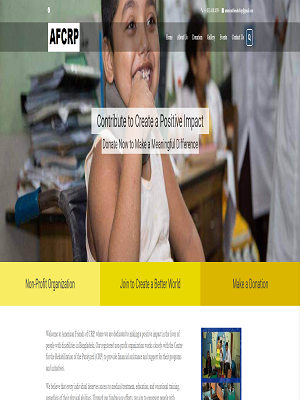 AFCRP
Home About Us Donations Gallery Events Contact Us
Contribute to Create a Positive Impact
Donate Now to Make a Meaningful Difference
Non-Profit Organization
Join to Create a Better World
Make a Donation
Welcome to American Friends of CRP, where we are dedicated to making a positive impact in the lives of
people with disabilities in Bangladesh. Our registered non-profit organization works closely with the Centre
for the Rehabilitation of the Paralyzed (CRP) to provide financial assistance and support for their programs
and initiatives.
We believe that every individual deserves access to medical treatment, education, and vocational training,
regardless of their physical abilities. Through our fundraising efforts, we aim to empower people with